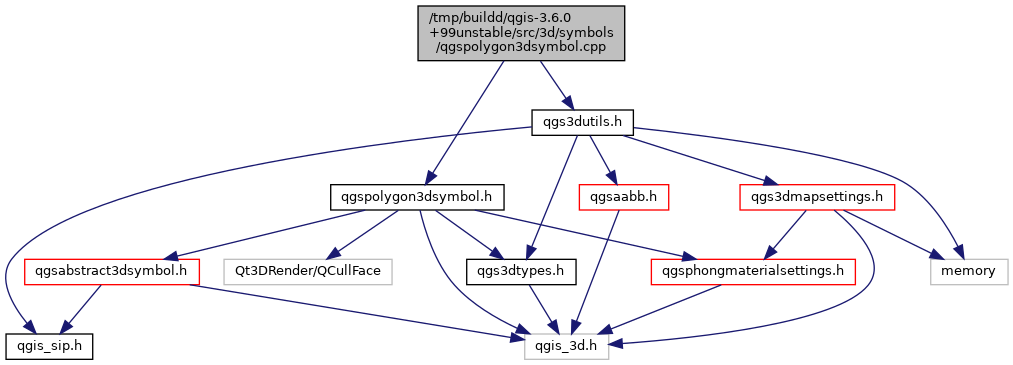 /tmp/buildd/qgis-3.6.0
+99unstable/src/3d/symbols
/qgspolygon3dsymbol.cpp
qgs3dutils.h
qgspolygon3dsymbol.h
qgsaabb.h
qgs3dmapsettings.h
qgsabstract3dsymbol.h
Qt3DRender/QCullFace
qgs3dtypes.h
qgsphongmaterialsettings.h
memory
qgis_sip.h
qgis_3d.h